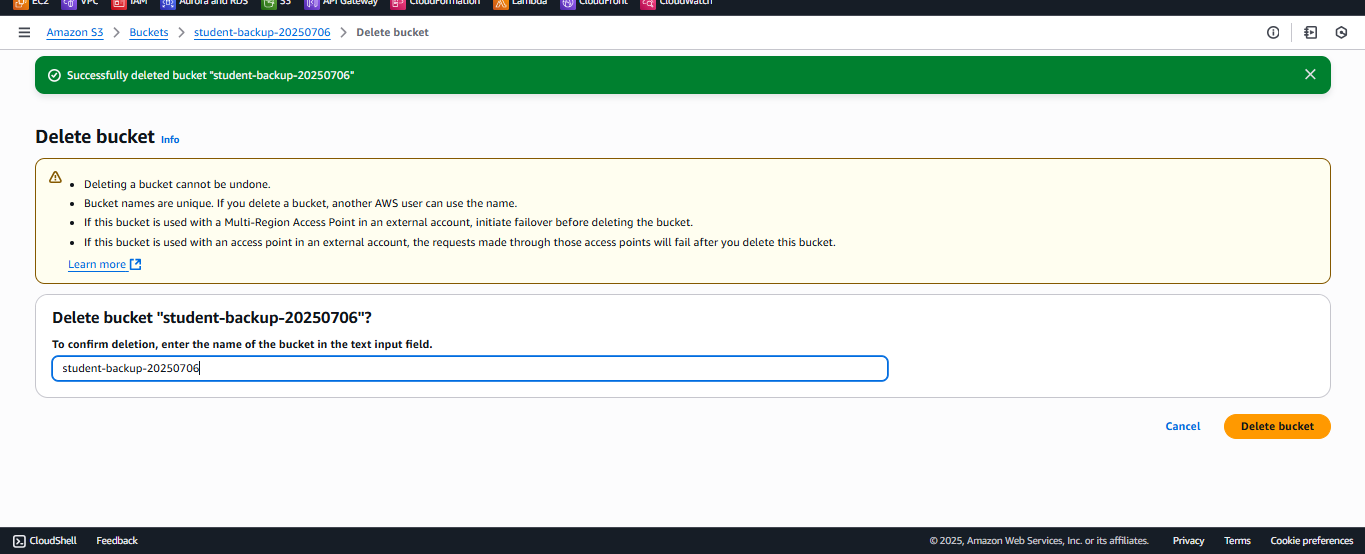 EC2 VPC IAM Aurora and RDS S3 API Gateway CloudFormation Lambda CloudFront CloudWatch
Amazon S3 > Buckets > student-backup-20250706 > Delete bucket
Successfully deleted bucket "student-backup-20250706"
Delete bucket Info
Deleting a bucket cannot be undone.
Bucket names are unique. If you delete a bucket, another AWS user can use the name.
If this bucket is used with a Multi-Region Access Point in an external account, initiate failover before deleting the bucket.
If this bucket is used with an access point in an external account, the requests made through those access points will fail after you delete this bucket.
Learn more
Delete bucket "student-backup-20250706"?
To confirm deletion, enter the name of the bucket in the text input field.
student-backup-20250706
Cancel Delete bucket
CloudShell Feedback © 2025, Amazon Web Services, Inc. or its affiliates. Privacy Terms Cookie preferences